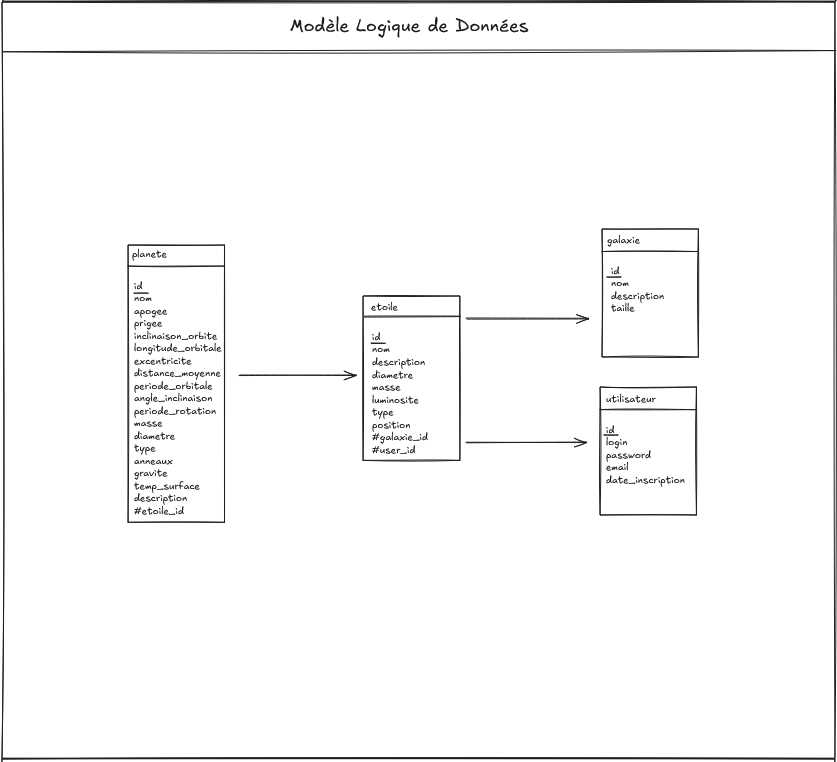 Modèle Logique de Données
planete
id
nom
apogee
prigee
inclinaison_orbite
longitude_orbitale
excentricite
distance_moyenne
periode_orbitale
angle_inclinaison
periode_rotation
masse
diametre
type
anneaux
gravite
temp_surface
description
#etoile_id
etoile
id
nom
description
diametre
masse
luminosite
type
position
#galaxie_id
#user_id
galaxie
id
nom
description
taille
utilisateur
id
login
password
email
date_inscription